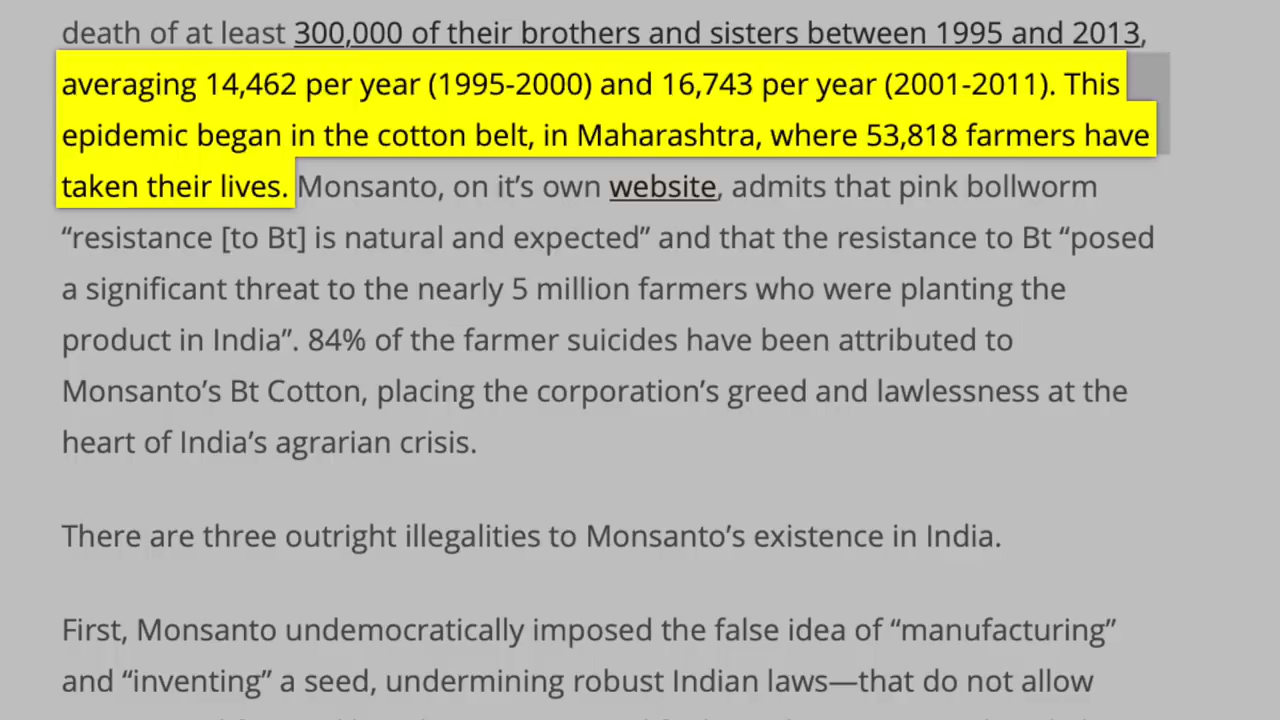 death of at least 300,000 of their brothers and sisters between 1995 and 2013,
averaging 14,462 per year (1995-2000) and 16,743 per year (2001-2011). This
epidemic began in the cotton belt, in Maharashtra, where 53,818 farmers have
taken their lives. Monsanto, on it’s own website, admits that pink bollworm
“resistance [to Bt] is natural and expected” and that the resistance to Bt “posed
a significant threat to the nearly 5 million farmers who were planting the
product in India”. 84% of the farmer suicides have been attributed to
Monsanto’s Bt Cotton, placing the corporation’s greed and lawlessness at the
heart of India’s agrarian crisis.
There are three outright illegalities to Monsanto’s existence in India.
First, Monsanto undemocratically imposed the false idea of “manufacturing”
and “inventing” a seed, undermining robust Indian laws—that do not allow